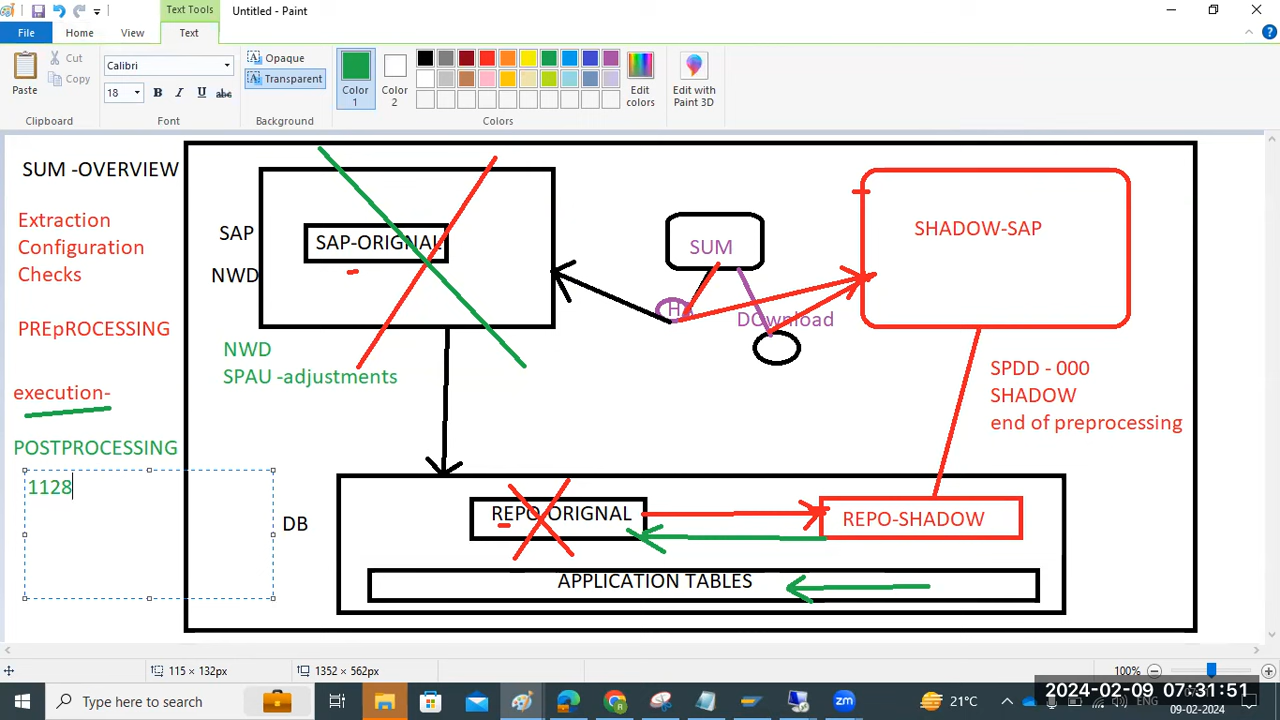 Text Tools
Untitled - Paint
File
Home
View
Text
Paste
Cut
Copy
Clipboard
Calibri
18
B
I
U
abc
Font
Opaque
Transparent
Background
Color
1
Color
2
Edit
colors
Edit with
Paint 3D
Colors
SUM -OVERVIEW
Extraction
Configuration
Checks
PREpROCESSING
execution-
POSTPROCESSING
1128
SAP
NWD
SAP-ORIGNAL
NWD
SPAU -adjustments
SUM
DOwnload
SHADOW-SAP
SPDD - 000
SHADOW
end of preprocessing
DB
REPO-ORIGNAL
REPO-SHADOW
APPLICATION TABLES
115 × 132px
1352 × 562px
100%
Type here to search
21°C
ENG
2024-02-09 07:31:51
09-02-2024